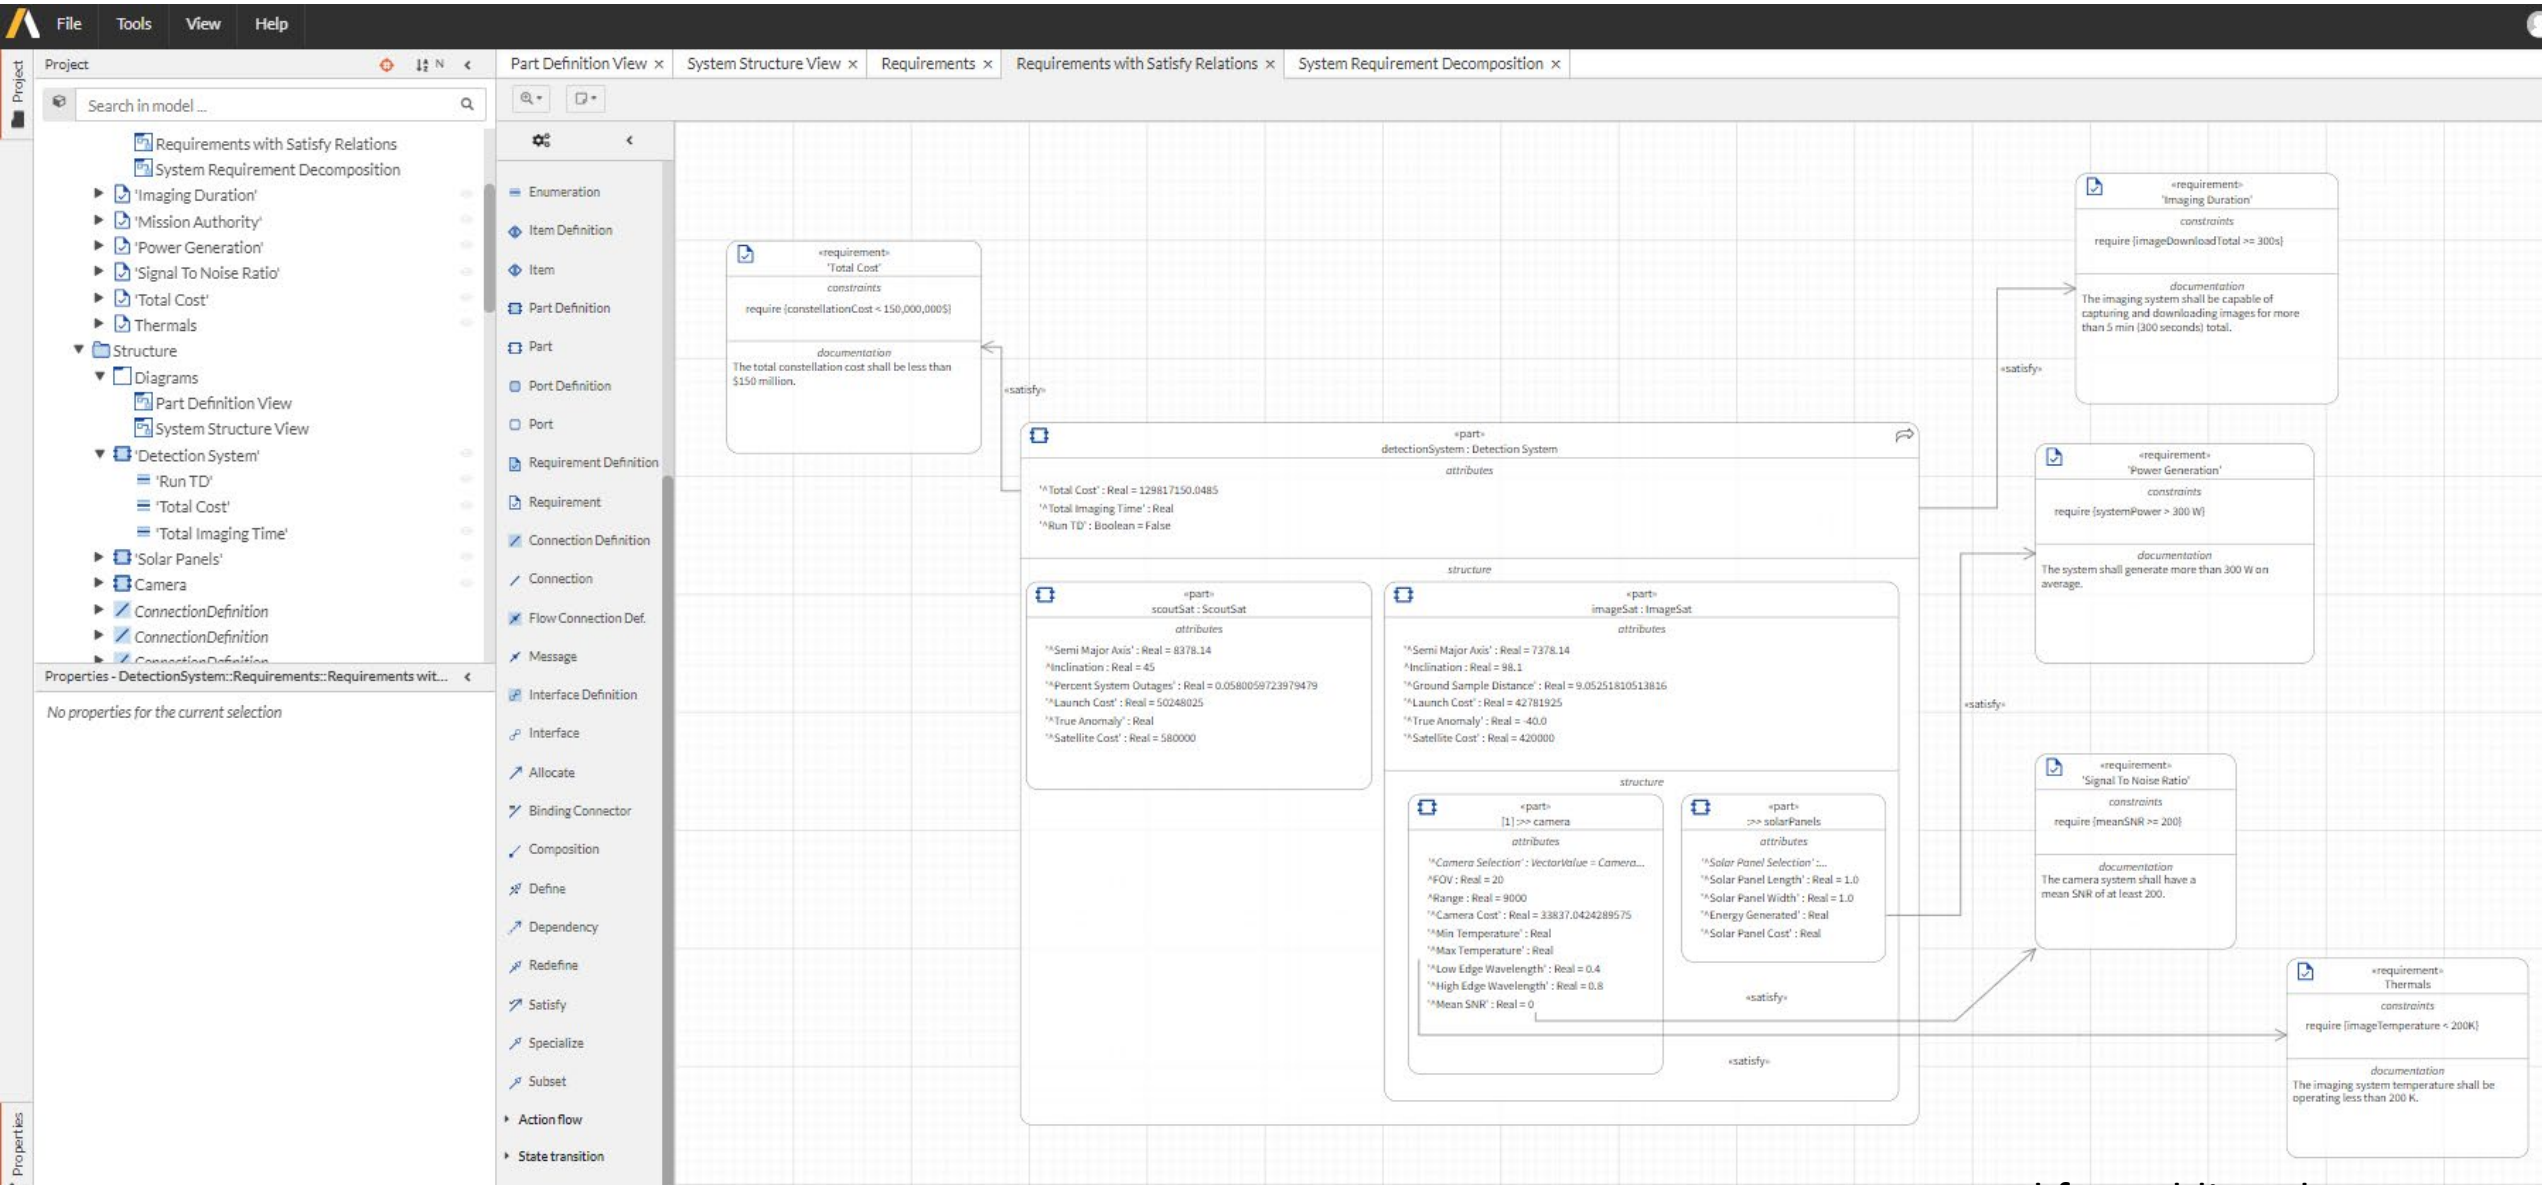 File Tools View Help
Project
Properties
Project N
Search in model ...
Requirements with Satisfy Relations
System Requirement Decomposition
'Imaging Duration'
'Mission Authority'
'Power Generation'
'Signal To Noise Ratio'
'Total Cost'
Thermals
Structure
Diagrams
Part Definition View
System Structure View
'Detection System'
'Run TD'
'Total Cost'
'Total Imaging Time'
'Solar Panels'
Camera
ConnectionDefinition
ConnectionDefinition
ConnectionDefinition
Properties - DetectionSystem::Requirements::Requirements wit...
No properties for the current selection
Part Definition View × System Structure View × Requirements × Requirements with Satisfy Relations × System Requirement Decomposition ×
Enumeration
Item Definition
Item
Part Definition
Part
Port Definition
Port
Requirement Definition
Requirement
Connection Definition
Connection
Flow Connection Def.
Message
Interface Definition
Interface
Allocate
Binding Connector
Composition
Define
Dependency
Redefine
Satisfy
Specialize
Subset
Action flow
State transition
«requirement»
'Total Cost'
constraints
require {constellationCost < 150,000,000$}
documentation
The total constellation cost shall be less than
$150 million.
«satisfy»
«part»
detectionSystem : Detection System
attributes
'^Total Cost' : Real = 129817150.0485
'^Total Imaging Time' : Real
'^Run TD' : Boolean = False
structure
«part»
scoutSat : ScoutSat
attributes
'^Semi Major Axis' : Real = 8378.14
^Inclination : Real = 45
'^Percent System Outages' : Real = 0.0580059723979479
'^Launch Cost' : Real = 50248025
'^True Anomaly' : Real
'^Satellite Cost' : Real = 580000
«part»
imageSat : ImageSat
attributes
'^Semi Major Axis' : Real = 7378.14
^Inclination : Real = 98.1
'^Ground Sample Distance' : Real = 9.05251810513816
'^Launch Cost' : Real = 42781925
'^True Anomaly' : Real = -40.0
'^Satellite Cost' : Real = 420000
structure
«part»
[1] :>> camera
attributes
'^Camera Selection' : VectorValue = Camera...
^FOV : Real = 20
^Range : Real = 9000
'^Camera Cost' : Real = 33837.0424289575
'^Min Temperature' : Real
'^Max Temperature' : Real
'^Low Edge Wavelength' : Real = 0.4
'^High Edge Wavelength' : Real = 0.8
'^Mean SNR' : Real = 0
«part»
:>> solarPanels
attributes
'^Solar Panel Selection' :...
'^Solar Panel Length' : Real = 1.0
'^Solar Panel Width' : Real = 1.0
'^Energy Generated' : Real
'^Solar Panel Cost' : Real
«satisfy»
«satisfy»
«satisfy»
«satisfy»
«requirement»
'Imaging Duration'
constraints
require {imageDownloadTotal >= 300s}
documentation
The imaging system shall be capable of
capturing and downloading images for more
than 5 min (300 seconds) total.
«requirement»
'Power Generation'
constraints
require {systemPower > 300 W}
documentation
The system shall generate more than 300 W on
average.
«requirement»
'Signal To Noise Ratio'
constraints
require {meanSNR >= 200}
documentation
The camera system shall have a
mean SNR of at least 200.
«requirement»
Thermals
constraints
require {imageTemperature < 200K}
documentation
The imaging system temperature shall be
operating less than 200 K.